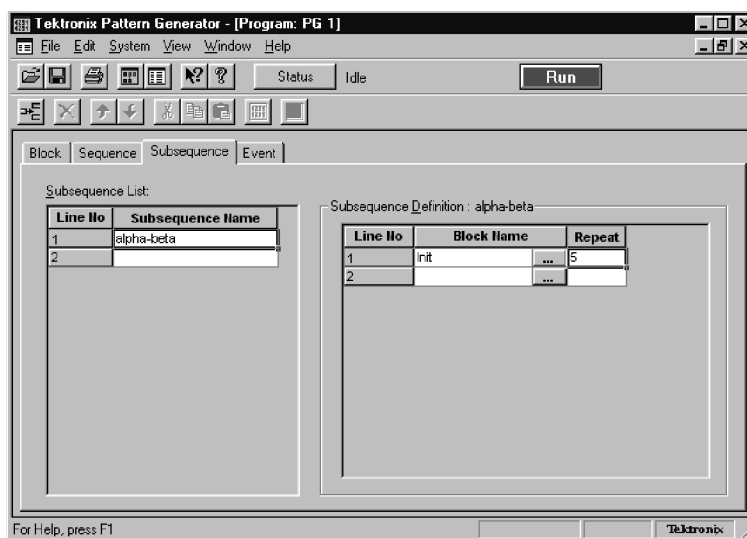 Tektronix Pattern Generator - [Program: PG 1]
File Edit System View Window Help
Status Idle Run
Block Sequence Subsequence Event
Subsequence List:
Line No Subsequence Name
1 alpha-beta
2
Subsequence Definition : alpha-beta
Line No Block Name Repeat
1 Init ... 5
2 ...
For Help, press F1
Tektronix